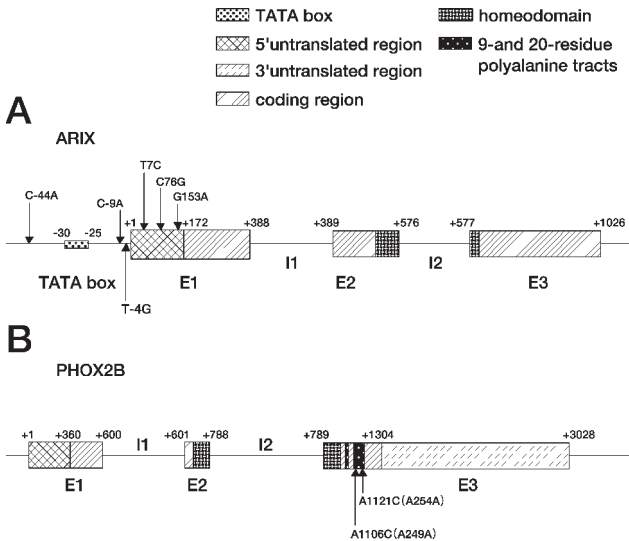 TATA box
5'untranslated region
3'untranslated region
coding region
homeodomain
9-and 20-residue
polyalanine tracts
A
ARIX
T7C
C76G
G153A
C-44A
C-9A
-30 -25 +1 +172 +388 +389 +576 +577 +1026
TATA box E1 I1 E2 I2 E3
T-4G
B
PHOX2B
+1 +360 +600 I1 +601 +788 I2 +789 +1304 +3028
E1 E2 E3
A1121C(A254A)
A1106C(A249A)